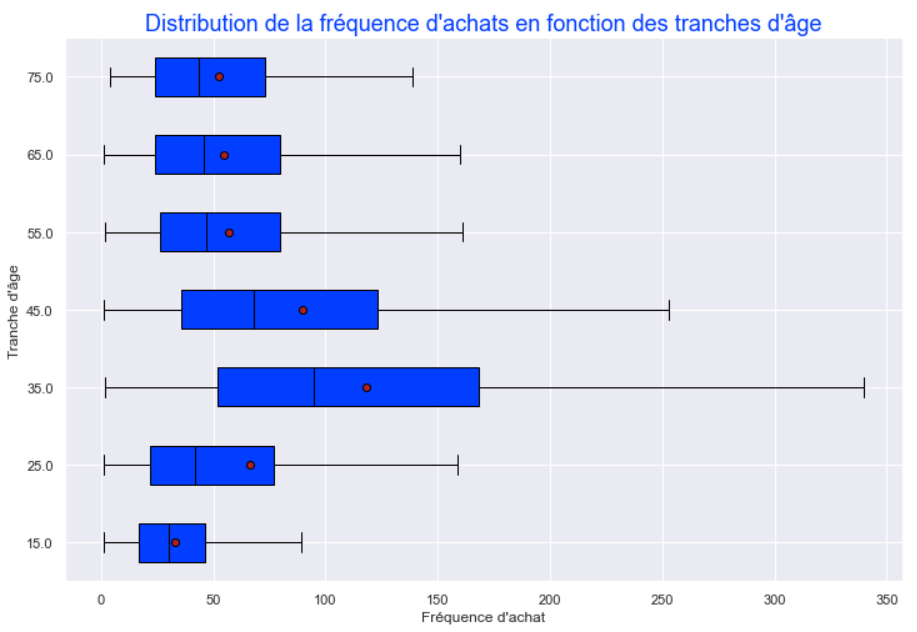 Distribution de la fréquence d'achats en fonction des tranches d'âge
75.0
65.0
55.0
45.0
35.0
25.0
15.0
Tranche d'âge
0 50 100 150 200 250 300 350
Fréquence d'achat